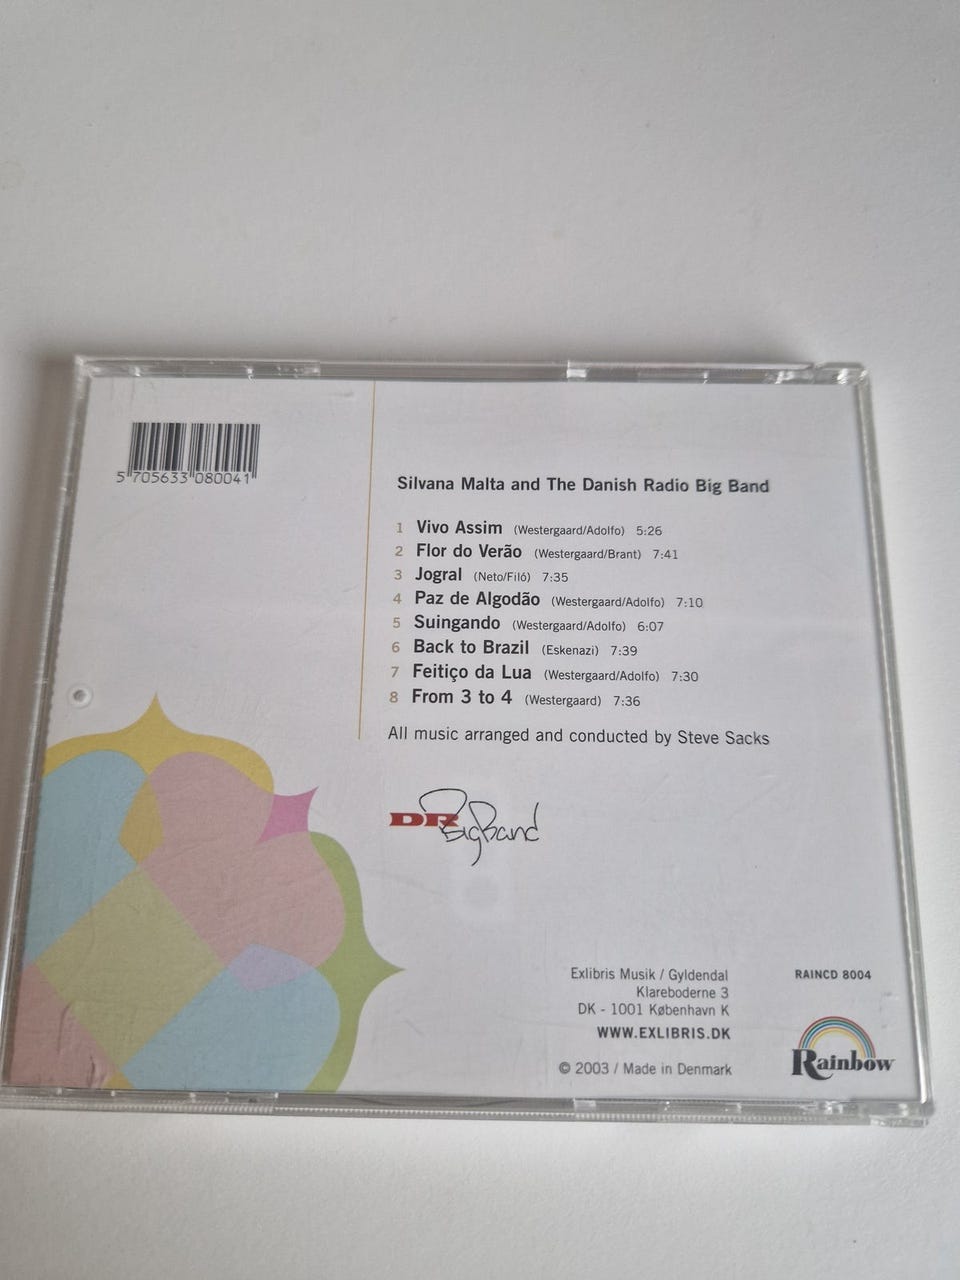 5 705633 080041
Silvana Malta and The Danish Radio Big Band
1 Vivo Assim (Westergaard/Adolfo) 5:26
2 Flor do Verão (Westergaard/Brant) 7:41
3 Jogral (Neto/Filó) 7:35
4 Paz de Algodão (Westergaard/Adolfo) 7:10
5 Suingando (Westergaard/Adolfo) 6:07
6 Back to Brazil (Eskenazi) 7:39
7 Feitiço da Lua (Westergaard/Adolfo) 7:30
8 From 3 to 4 (Westergaard) 7:36
All music arranged and conducted by Steve Sacks
DR BigBand
Exlibris Musik / Gyldendal
Klareboderne 3
DK - 1001 København K
WWW.EXLIBRIS.DK
© 2003 / Made in Denmark
RAINCD 8004
Rainbow